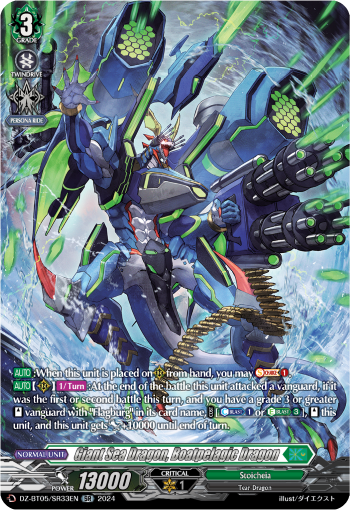 3
GRADE
TWINDRIVE
PERSONA RIDE
AUTO :When this unit is placed on from hand, you may 1.
AUTO 1/Turn :At the end of the battle this unit attacked a vanguard, if it
was the first or second battle this turn, and you have a grade 3 or greater
vanguard with "Flagburg" in its card name, [ 1 or 3 ], this
unit, and this unit gets +10000 until end of turn.
NORMAL UNIT
Giant Sea Dragon, Boatpelagic Dragon
POWER 13000
CRITICAL
1
Stoicheia
Tear Dragon
DZ-BT05/SR33EN SR 2024
illust/ダイエクスト